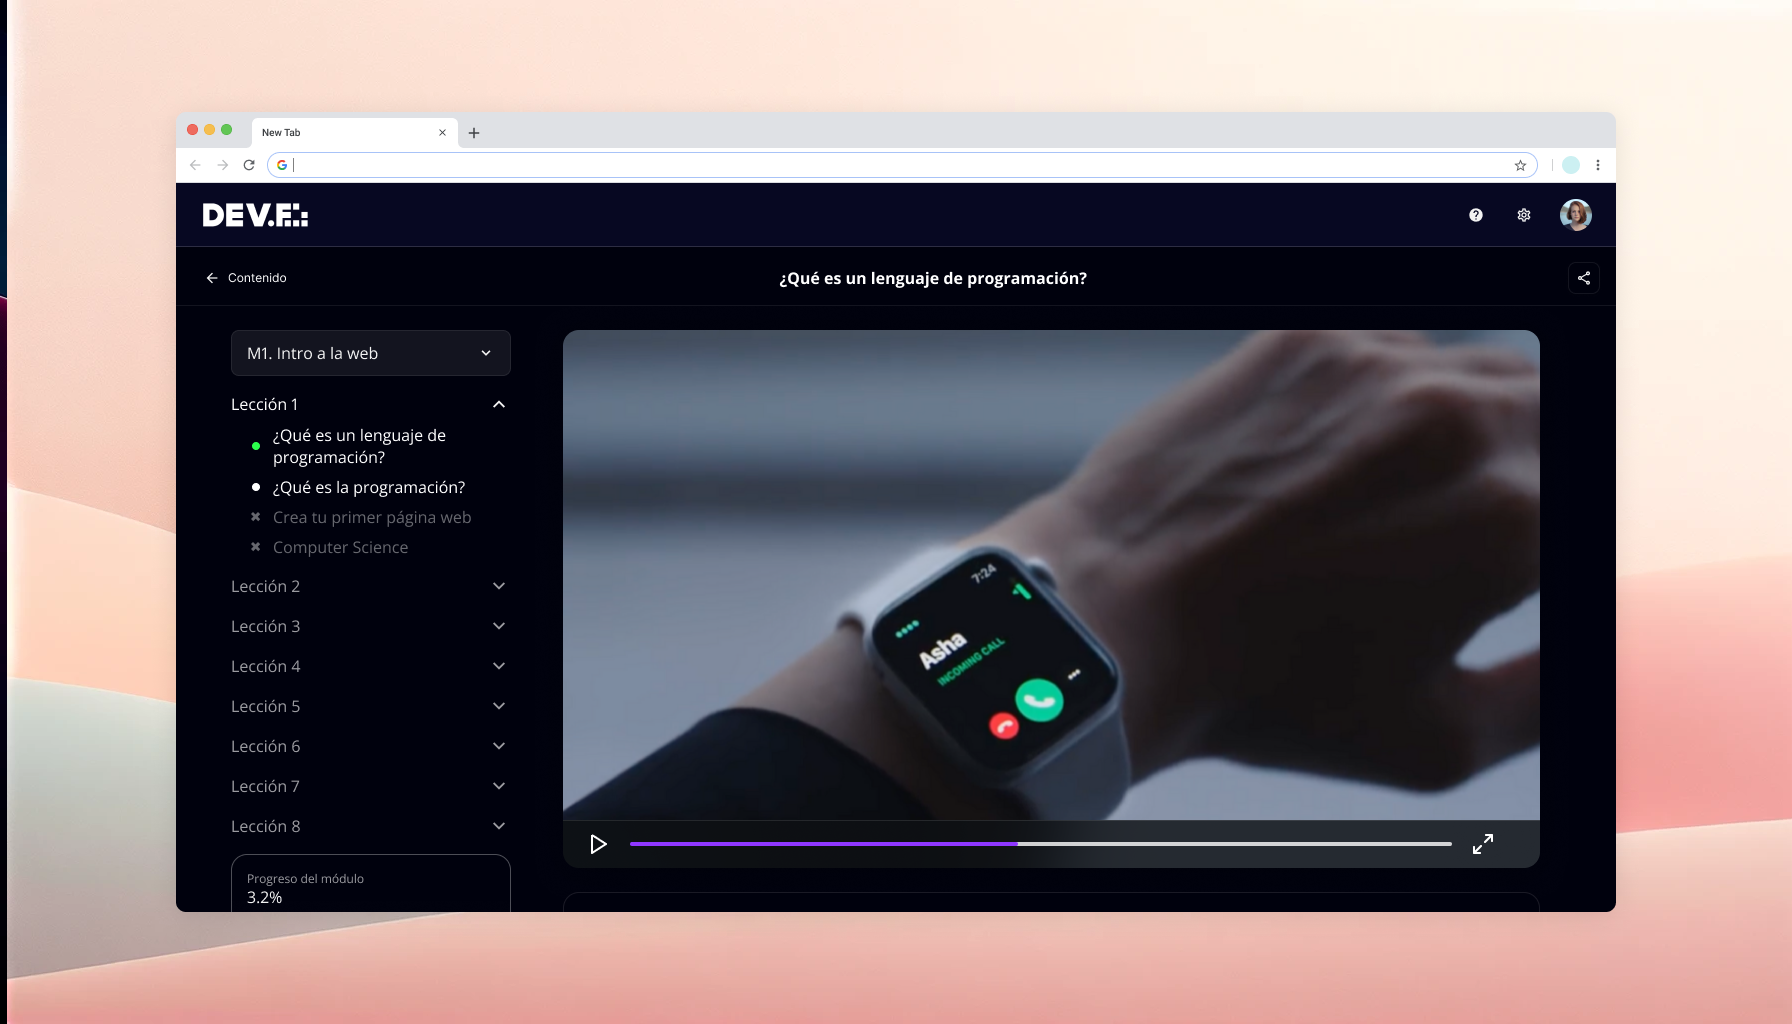 New Tab
DEV.F.:
Contenido
¿Qué es un lenguaje de programación?
M1. Intro a la web
Lección 1
¿Qué es un lenguaje de
programación?
¿Qué es la programación?
Crea tu primer página web
Computer Science
Lección 2
Lección 3
Lección 4
Lección 5
Lección 6
Lección 7
Lección 8
Progreso del módulo
3.2%
7:24
Asha
INCOMING CALL